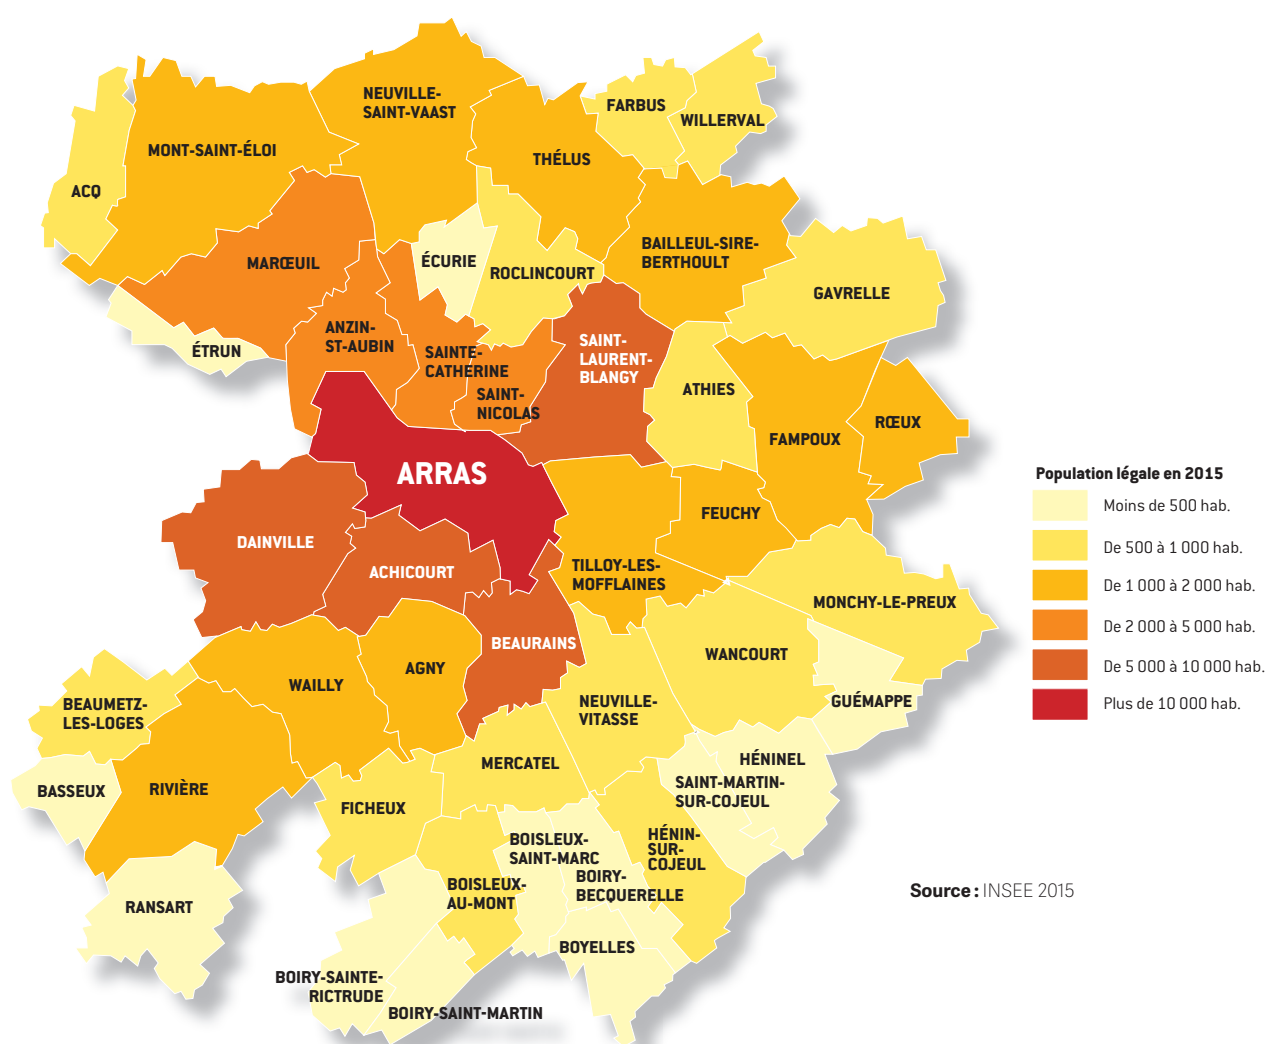 NEUVILLE-
SAINT-VAAST
FARBUS
WILLERVAL
MONT-SAINT-ÉLOI
THÉLUS
ACQ
BAILLEUL-SIRE-
BERTHOULT
MARŒUIL
ÉCURIE
ROCLINCOURT
GAVRELLE
ÉTRUN
ANZIN-
ST-AUBIN
SAINTE-
CATHERINE
SAINT-
LAURENT-
BLANGY
SAINT-
NICOLAS
ATHIES
FAMPOUX
RŒUX
ARRAS
FEUCHY
DAINVILLE
ACHICOURT
TILLOY-LES-
MOFFLAINES
MONCHY-LE-PREUX
BEAURAINS
WANCOURT
AGNY
WAILLY
GUÉMAPPE
NEUVILLE-
VITASSE
BEAUMETZ-
LES-LOGES
MERCATEL
HÉNINEL
SAINT-MARTIN-
SUR-COJEUL
BASSEUX
RIVIÈRE
FICHEUX
HÉNIN-
SUR-
COJEUL
BOISLEUX-
SAINT-MARC
BOIRY-
BECQUERELLE
BOISLEUX-
AU-MONT
RANSART
BOYELLES
BOIRY-SAINTE-
RICTRUDE
BOIRY-SAINT-MARTIN
Population légale en 2015
Moins de 500 hab.
De 500 à 1 000 hab.
De 1 000 à 2 000 hab.
De 2 000 à 5 000 hab.
De 5 000 à 10 000 hab.
Plus de 10 000 hab.
Source : INSEE 2015